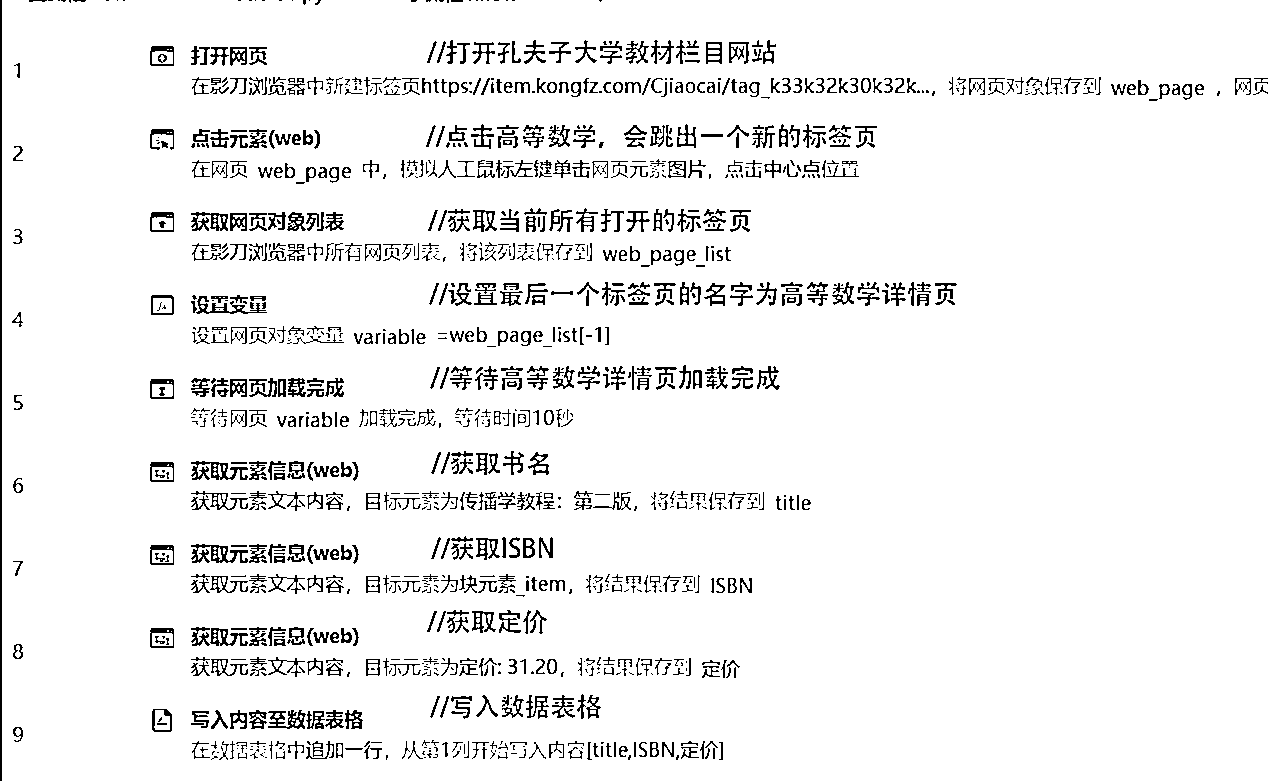 1
打开网页 //打开孔夫子大学教材栏目网站
在影刀浏览器中新建标签页https://item.kongfz.com/Cjiaocai/tag_k33k32k30k32k..., 将网页对象保存到 web_page ，网页
2
点击元素(web) //点击高等数学，会跳出一个新的标签页
在网页 web_page 中，模拟人工鼠标左键单击网页元素图片，点击中心点位置
3
获取网页对象列表 //获取当前所有打开的标签页
在影刀浏览器中所有网页列表，将该列表保存到 web_page_list
4
设置变量 //设置最后一个标签页的名字为高等数学详情页
设置网页对象变量 variable =web_page_list[-1]
5
等待网页加载完成 //等待高等数学详情页加载完成
等待网页 variable 加载完成，等待时间10秒
6
获取元素信息(web) //获取书名
获取元素文本内容，目标元素为传播学教程：第二版，将结果保存到 title
7
获取元素信息(web) //获取ISBN
获取元素文本内容，目标元素为块元素_item，将结果保存到 ISBN
8
获取元素信息(web) //获取定价
获取元素文本内容，目标元素为定价: 31.20，将结果保存到 定价
9
写入内容至数据表格 //写入数据表格
在数据表格中追加一行，从第1列开始写入内容[title,ISBN,定价]